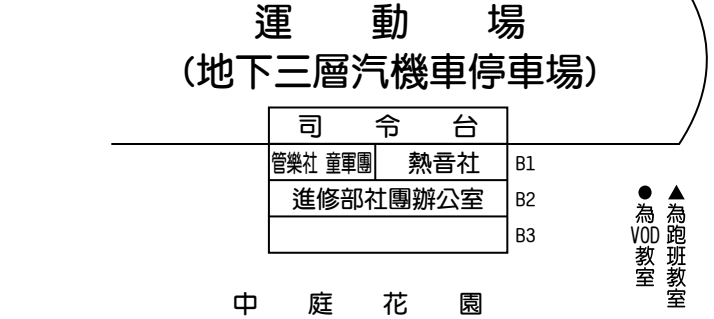 運動場
(地下三層汽機車停車場)
司令台
管樂社 童軍團 熱音社 B1
進修部社團辦公室 B2
B3
●為VOD教室
▲為跑班教室
中庭花園